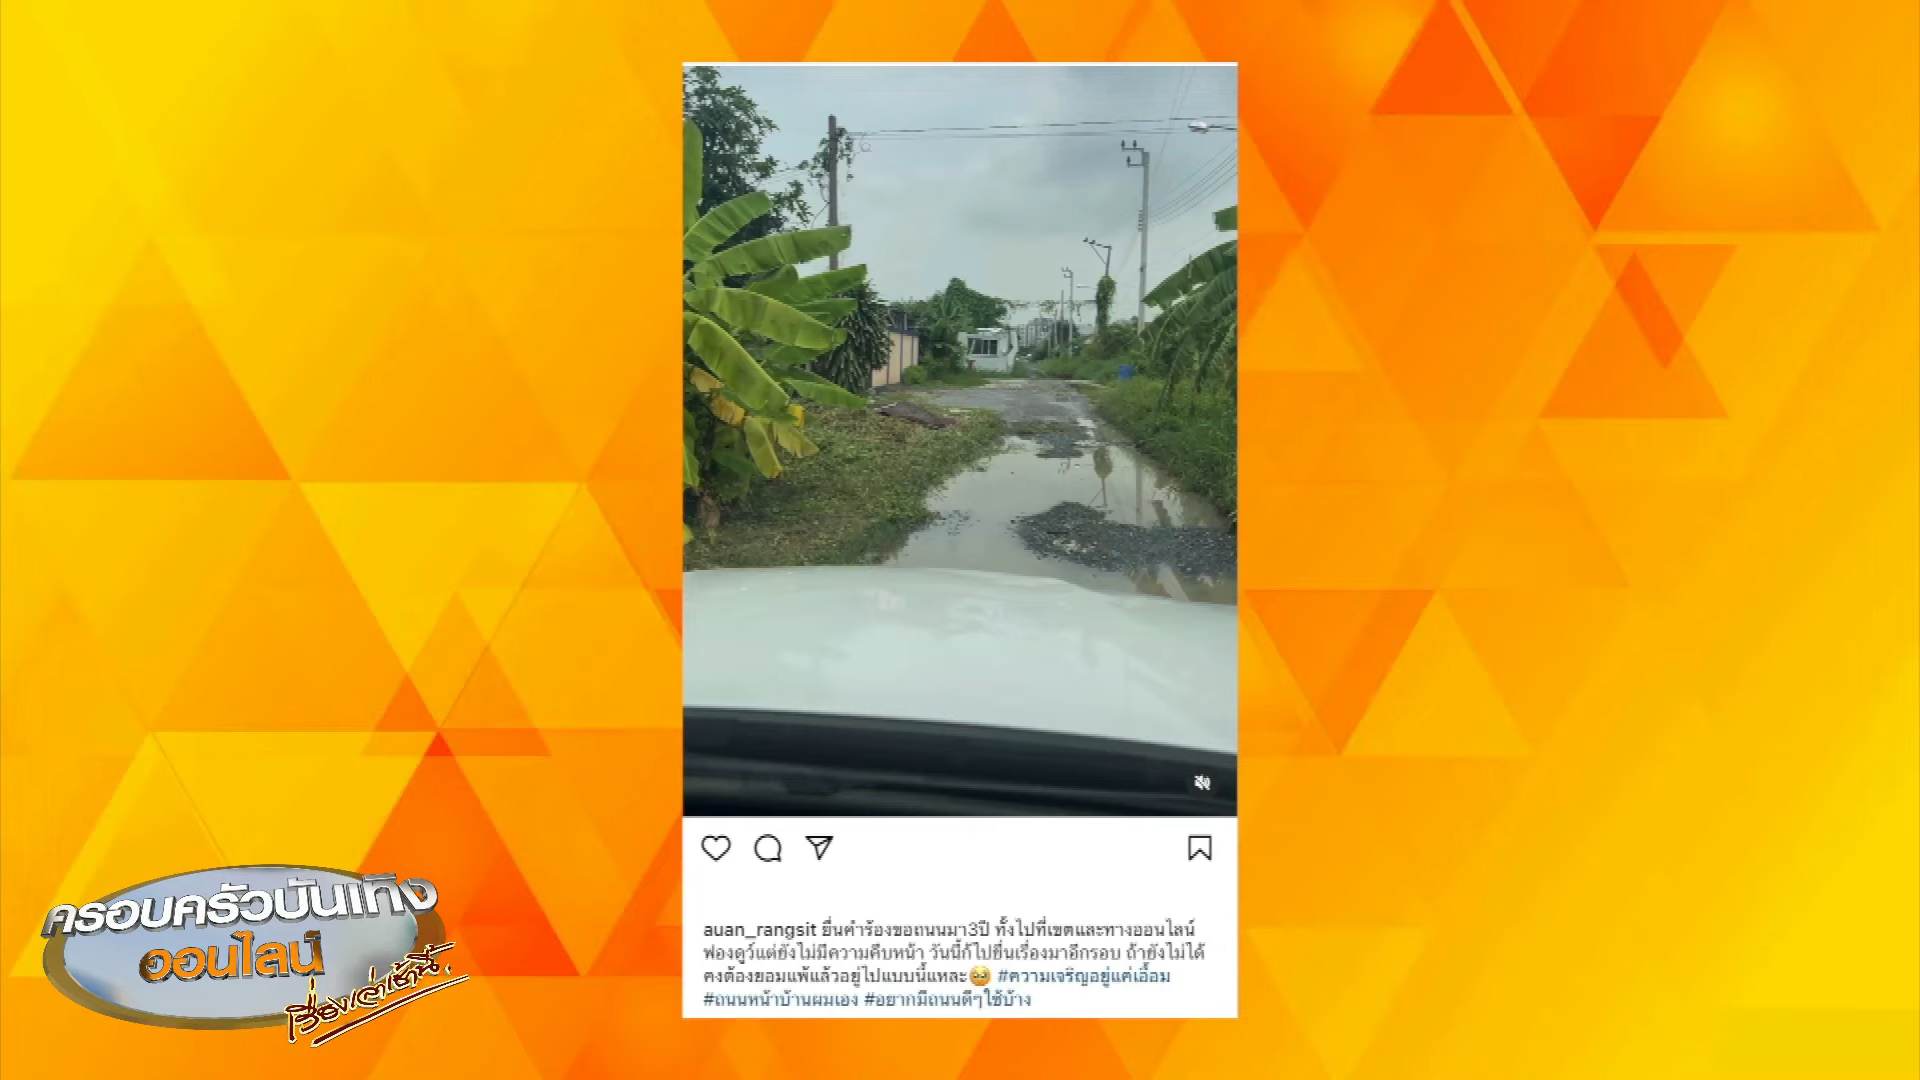 auan_rangsit ยื่นคำร้องขอถนนมา3ปี ทั้งไปที่เขตและทางออนไลน์
ฟองดูว์แต่ยังไม่มีความคืบหน้า วันนี้ก้ไปยื่นเรื่องมาอีกรอบ ถ้ายังไม่ได้
คงต้องยอมแพ้แล้วอยู่ไปแบบนี้แหละ🥹 #ความเจริญอยู่แค่เอื้อม
#ถนนหน้าบ้านผมเอง #อยากมีถนนดีๆใช้บ้าง
ครอบครัวบันเทิง
ออนไลน์
เรื่องเล่าเช้านี้